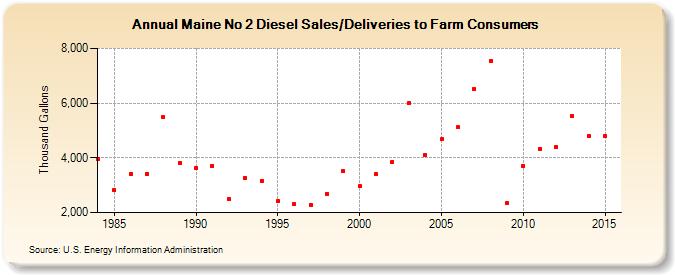 Annual Maine No 2 Diesel Sales/Deliveries to Farm Consumers
Thousand Gallons
8,000
6,000
4,000
2,000
1985 1990 1995 2000 2005 2010 2015
Source: U.S. Energy Information Administration